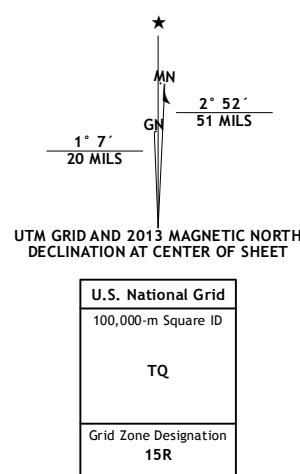 ★
MN
2° 52´
51 MILS
GN
1° 7´
20 MILS
UTM GRID AND 2013 MAGNETIC NORTH
DECLINATION AT CENTER OF SHEET
U.S. National Grid
100,000-m Square ID
TQ
Grid Zone Designation
15R